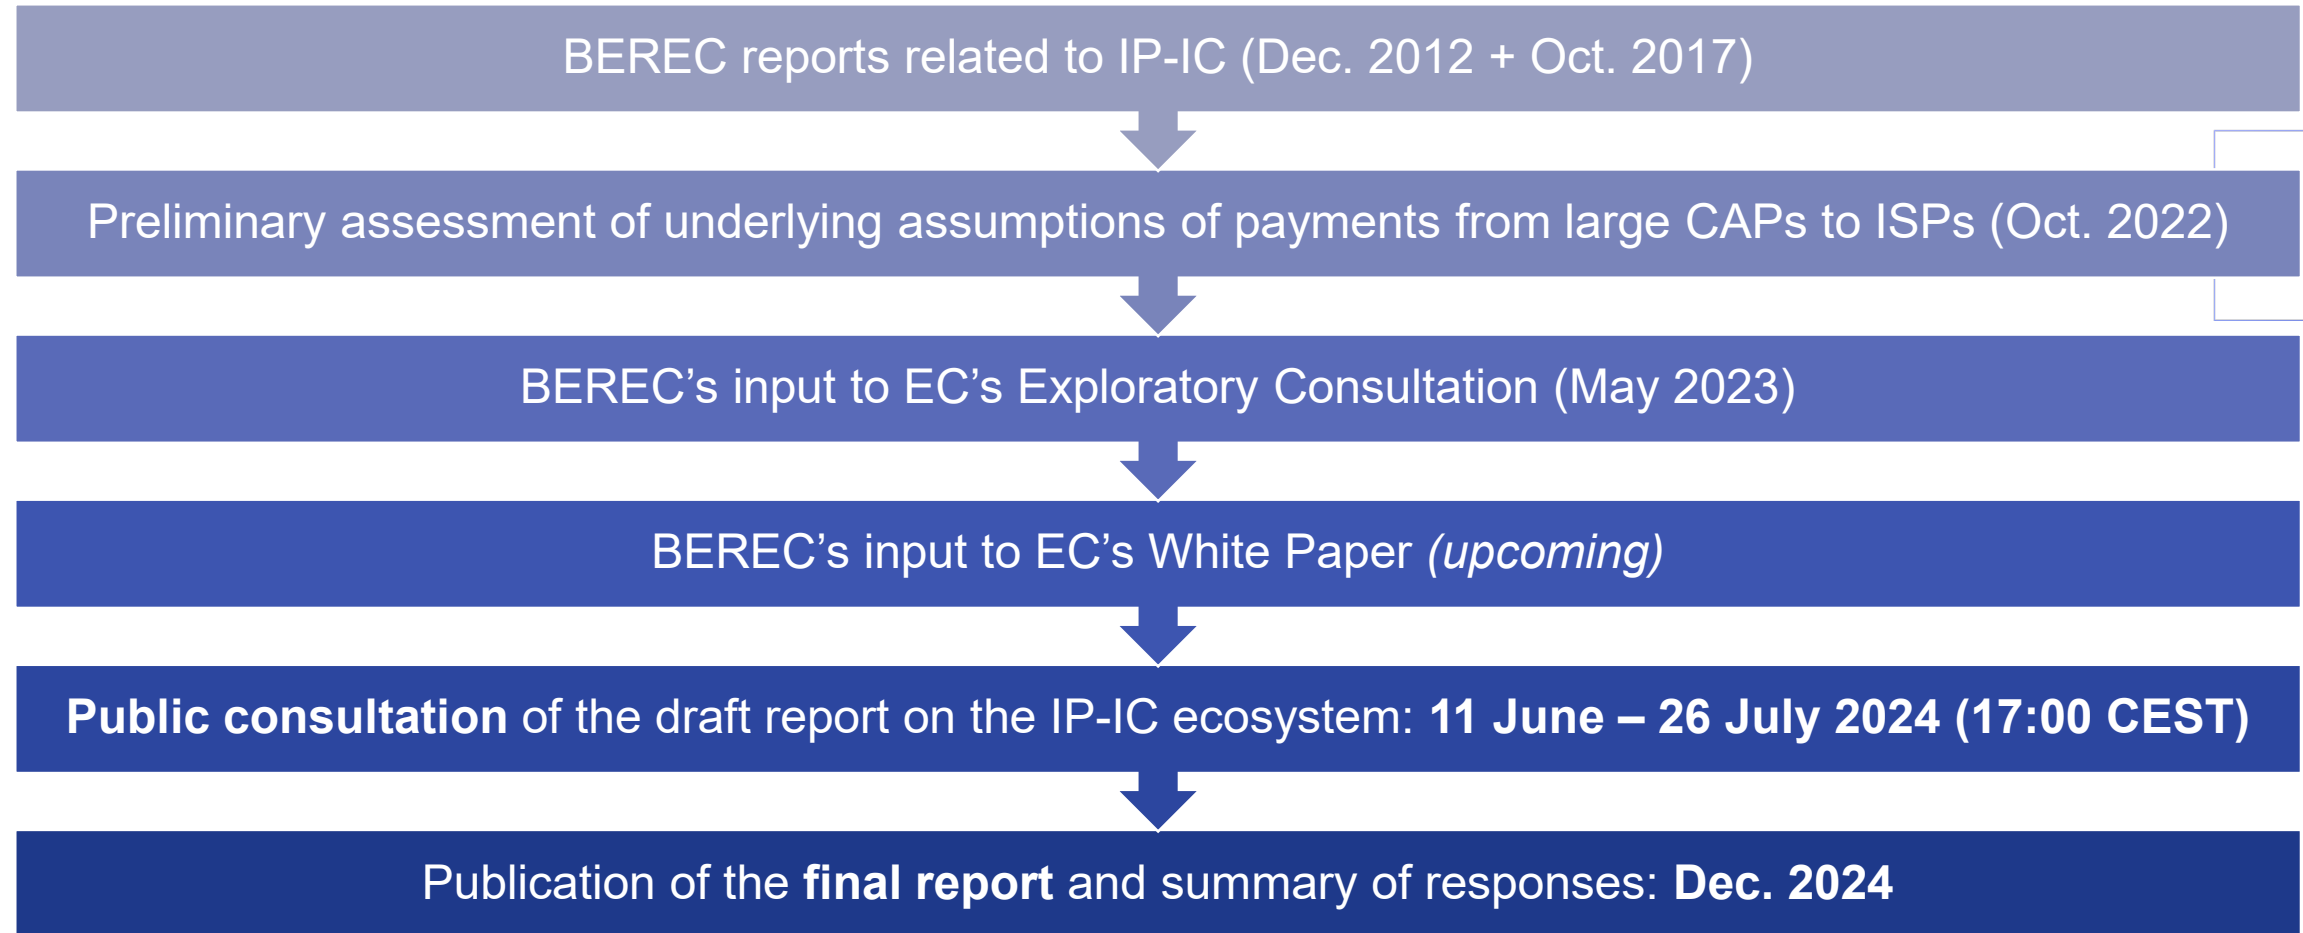 BEREC reports related to IP-IC (Dec. 2012 + Oct. 2017)
Preliminary assessment of underlying assumptions of payments from large CAPs to ISPs (Oct. 2022)
BEREC’s input to EC’s Exploratory Consultation (May 2023)
BEREC’s input to EC’s White Paper (upcoming)
Public consultation of the draft report on the IP-IC ecosystem: 11 June – 26 July 2024 (17:00 CEST)
Publication of the final report and summary of responses: Dec. 2024